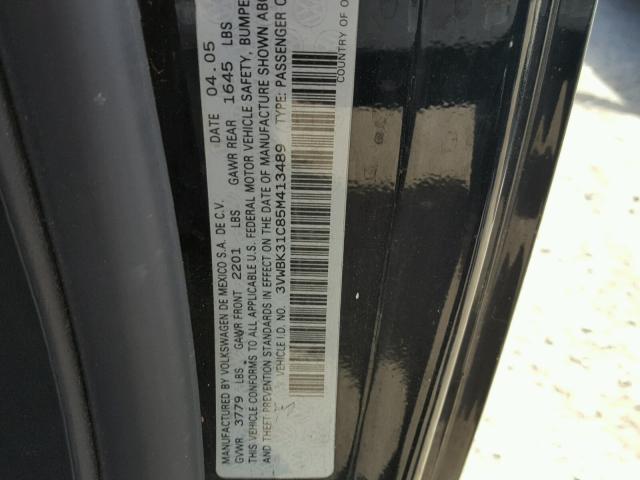 MANUFACTURED BY VOLKSWAGEN DE MEXICO S.A. DE C.V. DATE 04.05
GVWR 3779 LBS GAWR FRONT 2201 LBS GAWR REAR 1645 LBS
THIS VEHICLE CONFORMS TO ALL APPLICABLE U.S. FEDERAL MOTOR VEHICLE SAFETY, BUMPE
AND THEFT PREVENTION STANDARDS IN EFFECT ON THE DATE OF MANUFACTURE SHOWN ABO
VEHICLE I.D. NO. 3VWBK31C85M413489 TYPE: PASSENGER C
COUNTRY OF O